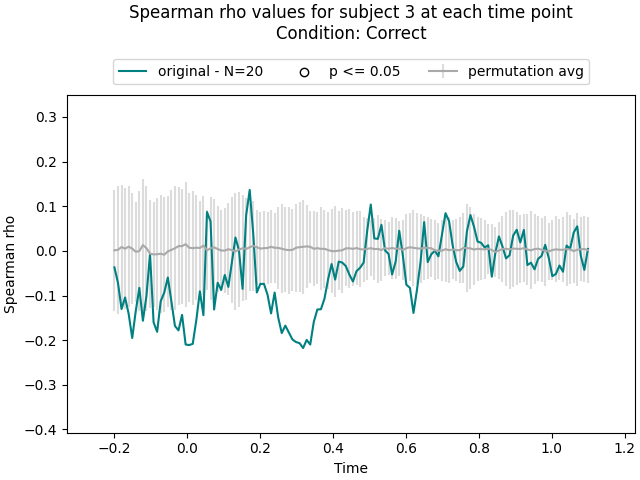 Spearman rho values for subject 3 at each time point
Condition: Correct
original - N=20
p <= 0.05
permutation avg
0.3
0.2
0.1
0.0
−0.1
−0.2
−0.3
−0.4
Spearman rho
−0.2
0.0
0.2
0.4
0.6
0.8
1.0
1.2
Time